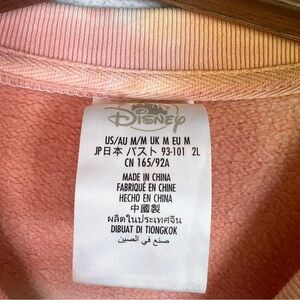 Disney
US/AU M/M UK M EU M
JP日本 バスト 93-101 2L
CN 165/92A
MADE IN CHINA
FABRIQUÉ EN CHINE
HECHO EN CHINA
中國製
ผลิตในประเทศจีน
DIBUAT DI TIONGKOK
صنع في الصين